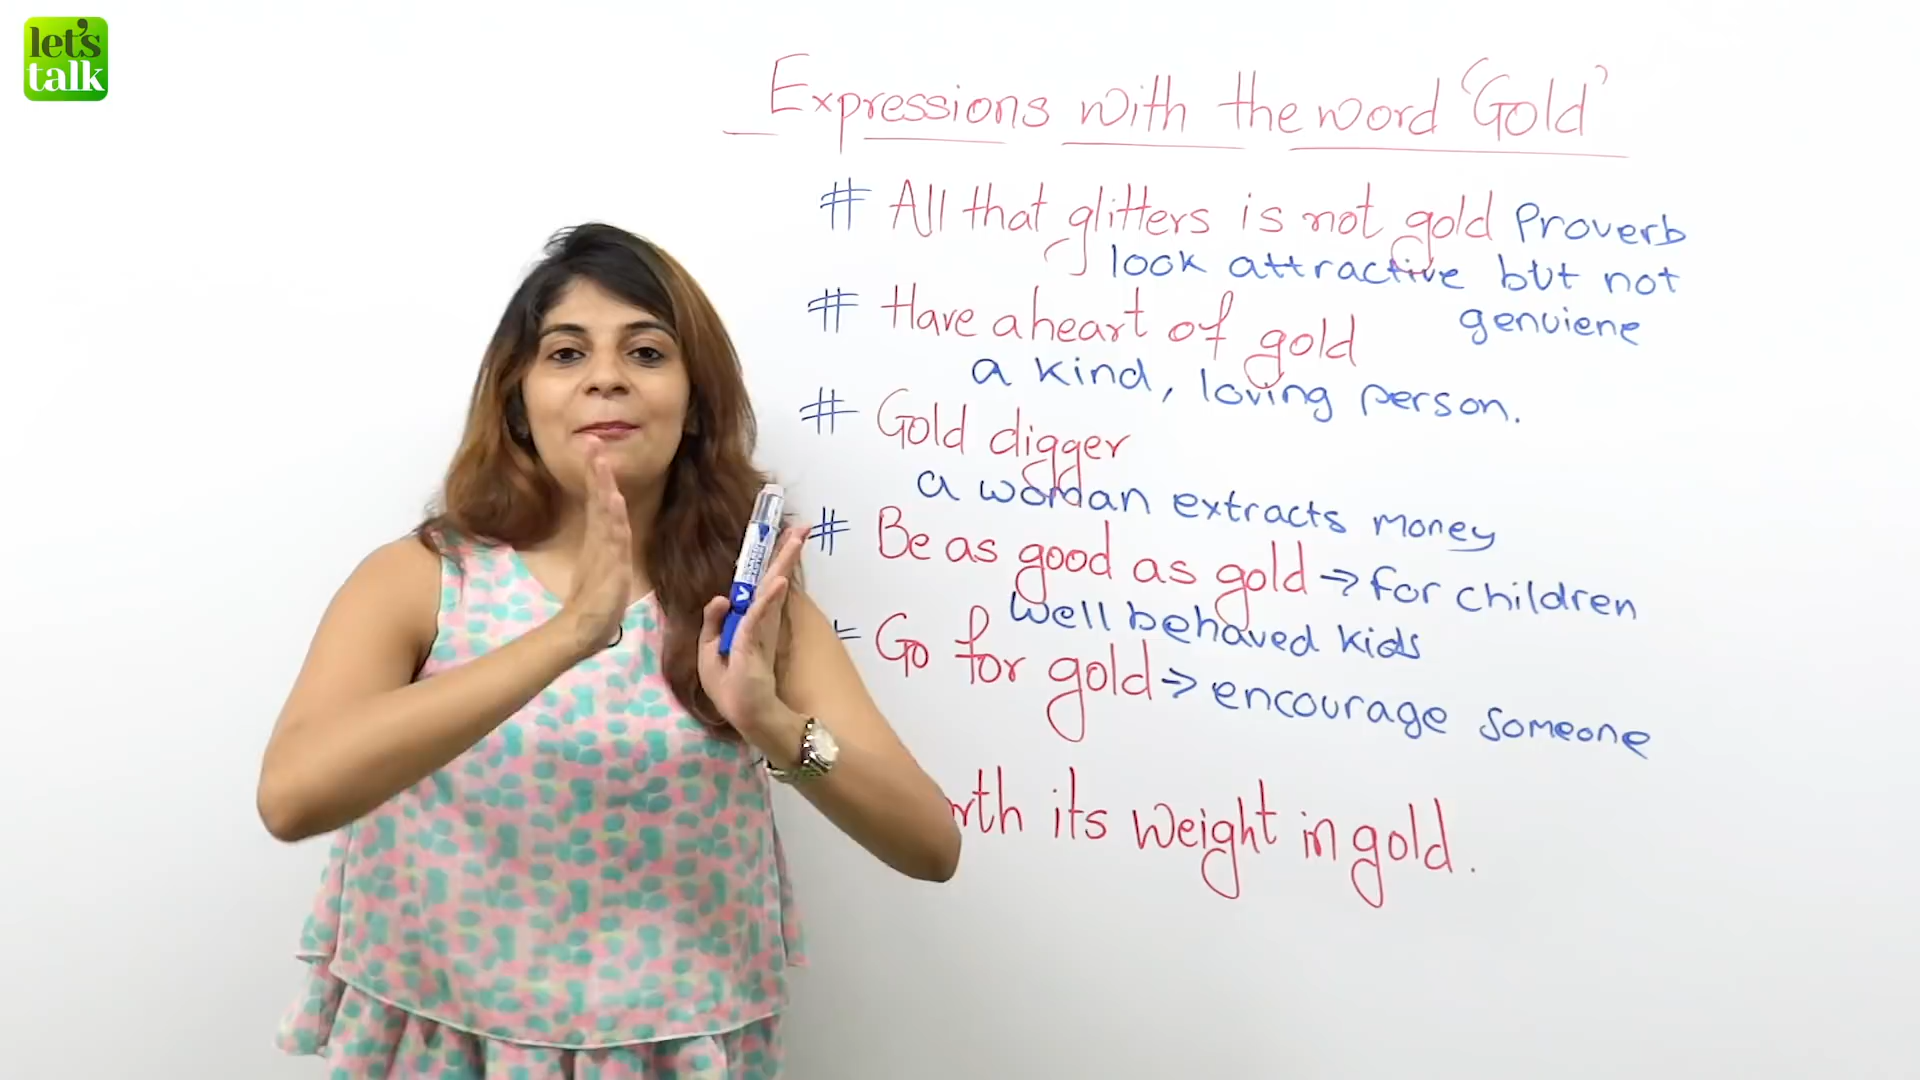 let's
talk
Expressions with the word 'Gold'
# All that glitters is not gold Proverb
look attractive but not
genuiene
# Have a heart of gold
a kind, loving person.
# Gold digger
a woman extracts money
# Be as good as gold → for children
well behaved kids
# Go for gold → encourage someone
rth its weight in gold.